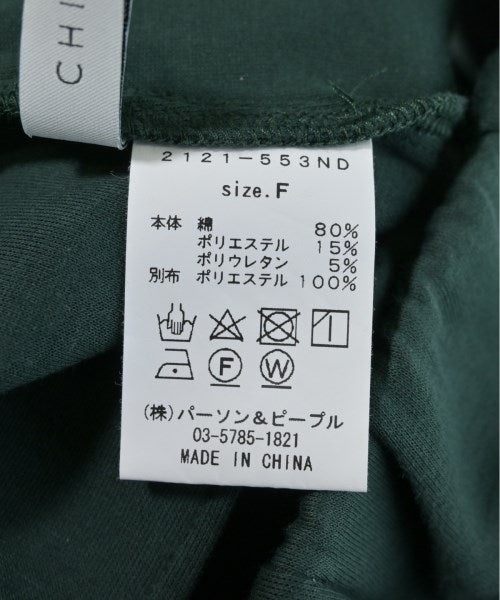 CHI
2121-553ND
size.F
本体 綿 80%
ポリエステル 15%
ポリウレタン 5%
別布 ポリエステル 100%
F W
(株)パーソン&ピープル
03-5785-1821
MADE IN CHINA